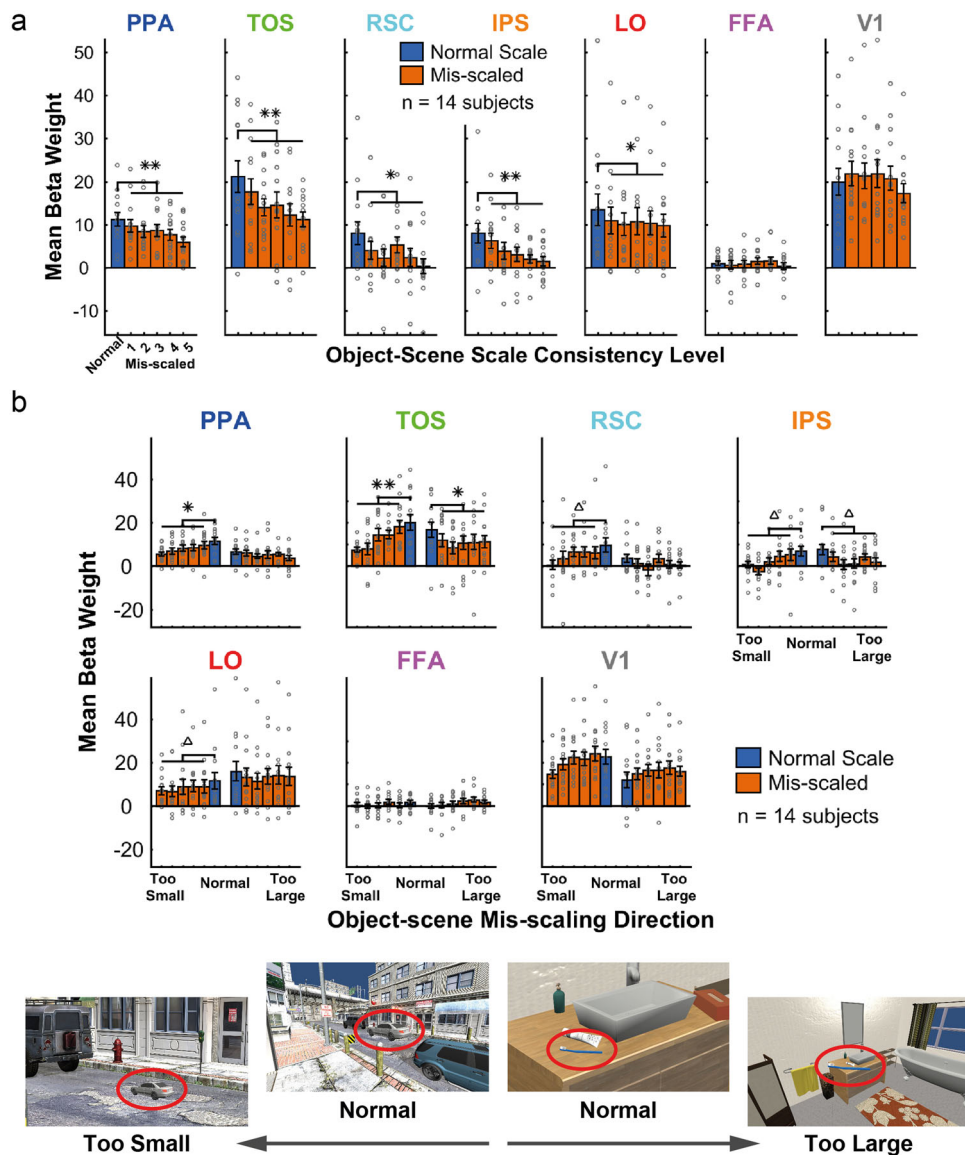 a
PPA TOS RSC IPS LO FFA V1
Mean Beta Weight
50
40
30
20
10
0
-10
Normal Scale
Mis-scaled
n = 14 subjects
** ** * ** *
Normal 1 2 3 4 5
Mis-scaled
Object-Scene Scale Consistency Level
b
PPA TOS RSC IPS
Mean Beta Weight
40
20
0
-20
* ** * Δ Δ Δ
Too Small Normal Too Large
LO FFA V1
40
20
0
-20
Δ
Normal Scale
Mis-scaled
n = 14 subjects
Too Small Normal Too Large Too Small Normal Too Large Too Small Normal Too Large
Object-scene Mis-scaling Direction
Normal Normal
Too Small Too Large